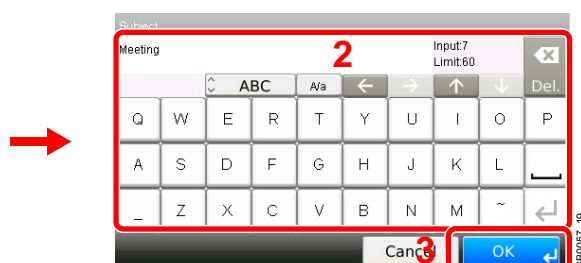 Subject
Meeting
2
Input:7
Limit:60
ABC
A/a
Del.
Q W E R T Y U I O P
A S D F G H J K L
_ Z X C V B N M ~
Cancel
3
OK